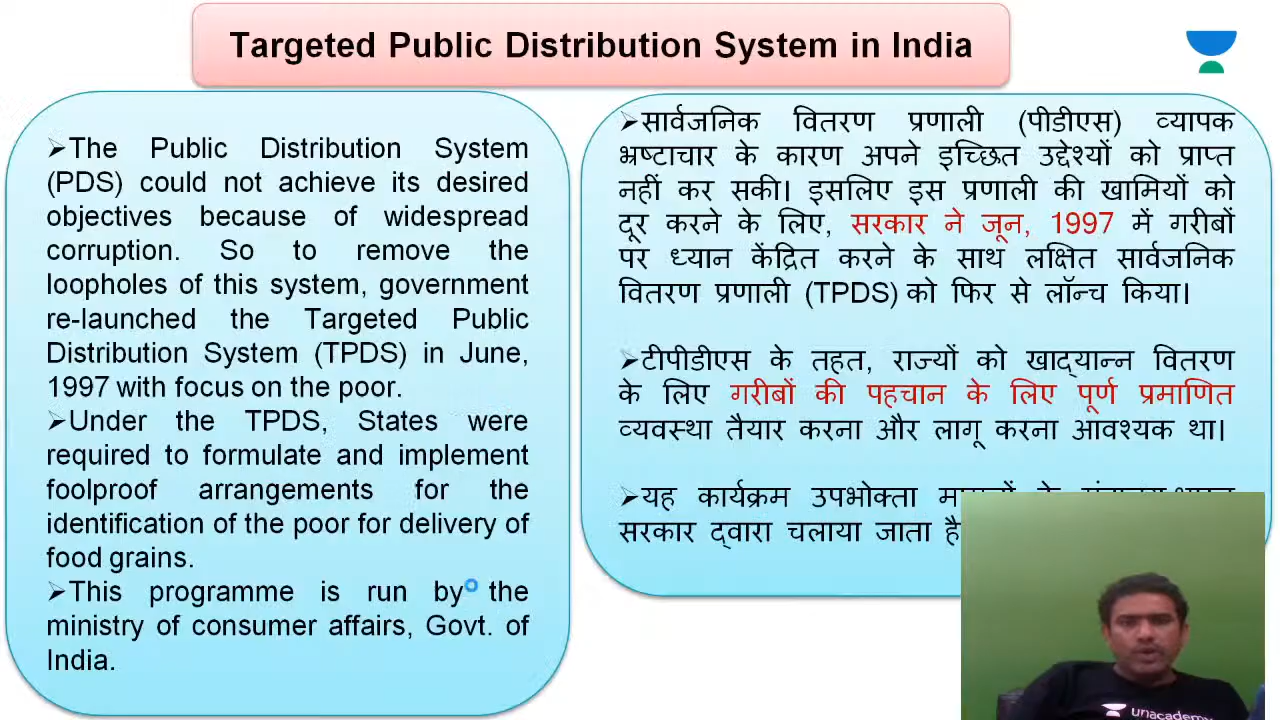 Targeted Public Distribution System in India
➢The Public Distribution System
(PDS) could not achieve its desired
objectives because of widespread
corruption. So to remove the
loopholes of this system, government
re-launched the Targeted Public
Distribution System (TPDS) in June,
1997 with focus on the poor.
➢Under the TPDS, States were
required to formulate and implement
foolproof arrangements for the
identification of the poor for delivery of
food grains.
➢This programme is run by the
ministry of consumer affairs, Govt. of
India.
➢सार्वजनिक वितरण प्रणाली (पीडीएस) व्यापक
भ्रष्टाचार के कारण अपने इच्छित उद्देश्यों को प्राप्त
नहीं कर सकी। इसलिए इस प्रणाली की खामियों को
दूर करने के लिए, सरकार ने जून, 1997 में गरीबों
पर ध्यान केंद्रित करने के साथ लक्षित सार्वजनिक
वितरण प्रणाली (TPDS) को फिर से लॉन्च किया।
➢टीपीडीएस के तहत, राज्यों को खाद्यान्न वितरण
के लिए गरीबों की पहचान के लिए पूर्ण प्रमाणित
व्यवस्था तैयार करना और लागू करना आवश्यक था।
➢यह कार्यक्रम उपभोक्ता
सरकार द्वारा चलाया जाता है
unacademy